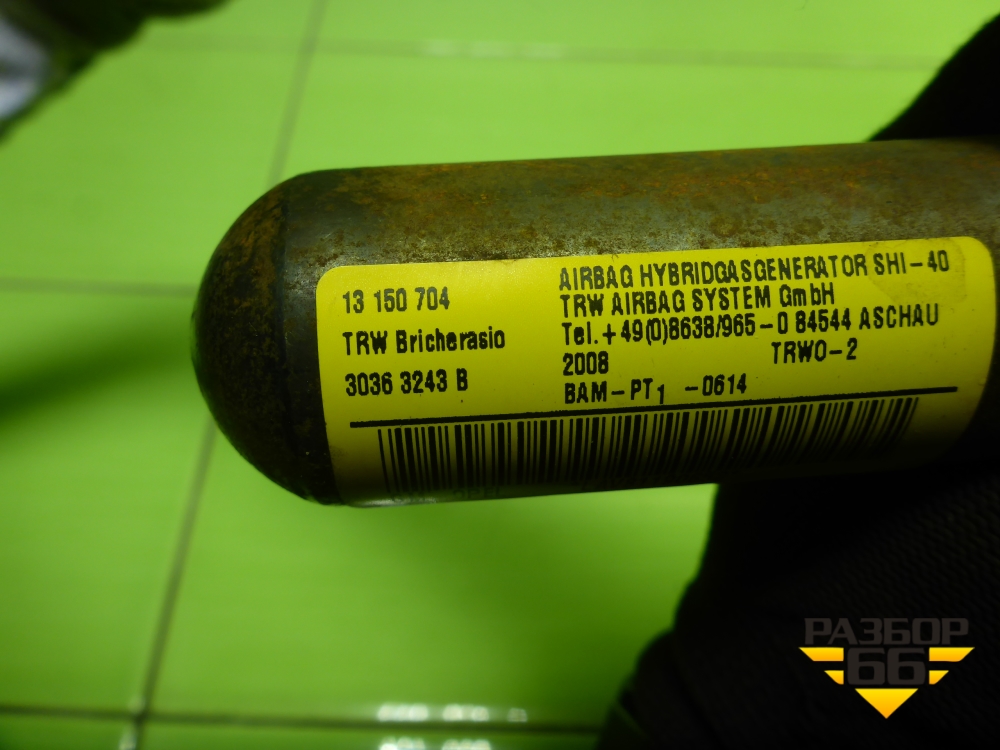 13 150 704
TRW Bricherasio
3036 3243 B
AIRBAG HYBRIDGASGENERATOR SHI-40
TRW AIRBAG SYSTEM GmbH
Tel.+49(0)8638/965-0 84544 ASCHAU
2008 TRWO-2
BAM-PT1 -0614
РАЗБОР
66